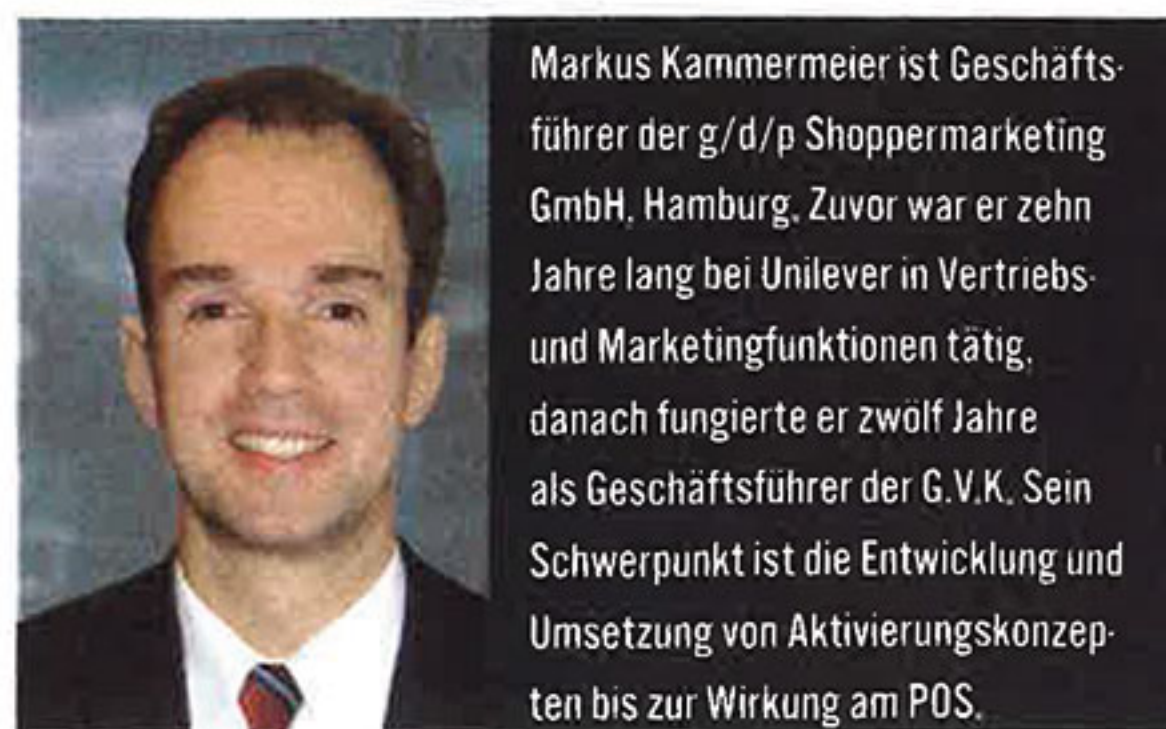 Markus Kammermeier ist Geschäfts-
führer der g/d/p Shoppermarketing
GmbH, Hamburg. Zuvor war er zehn
Jahre lang bei Unilever in Vertriebs-
und Marketingfunktionen tätig,
danach fungierte er zwölf Jahre
als Geschäftsführer der G.V.K. Sein
Schwerpunkt ist die Entwicklung und
Umsetzung von Aktivierungskonzep-
ten bis zur Wirkung am POS.